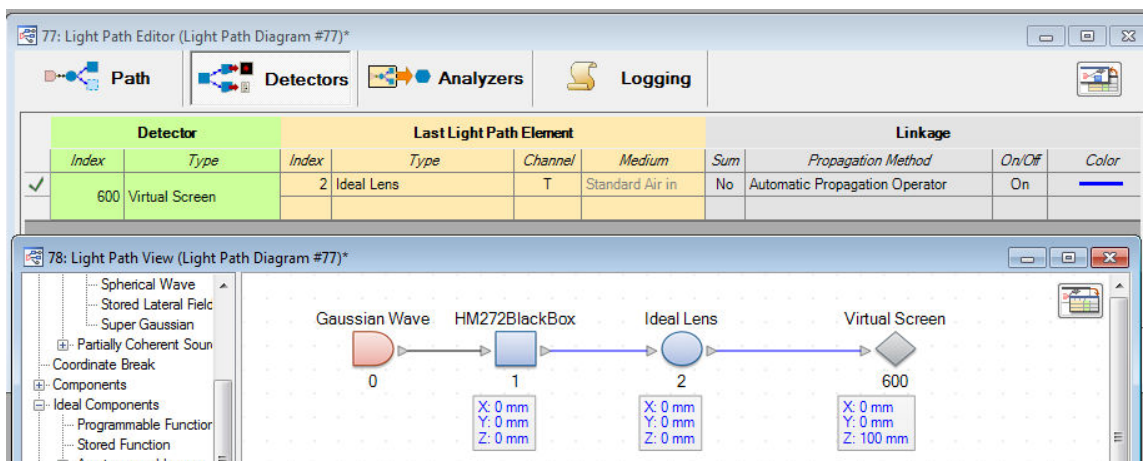 77: Light Path Editor (Light Path Diagram #77)*
Path Detectors Analyzers Logging
Detector Last Light Path Element Linkage
Index Type Index Type Channel Medium Sum Propagation Method On/Off Color
600 Virtual Screen 2 Ideal Lens T Standard Air in No Automatic Propagation Operator On
78: Light Path View (Light Path Diagram #77)*
Spherical Wave
Stored Lateral Field
Super Gaussian
Partially Coherent Sour
Coordinate Break
Components
Ideal Components
Programmable Function
Stored Function
Gaussian Wave HM272BlackBox Ideal Lens Virtual Screen
0 1 2 600
X: 0 mm X: 0 mm X: 0 mm
Y: 0 mm Y: 0 mm Y: 0 mm
Z: 0 mm Z: 0 mm Z: 100 mm